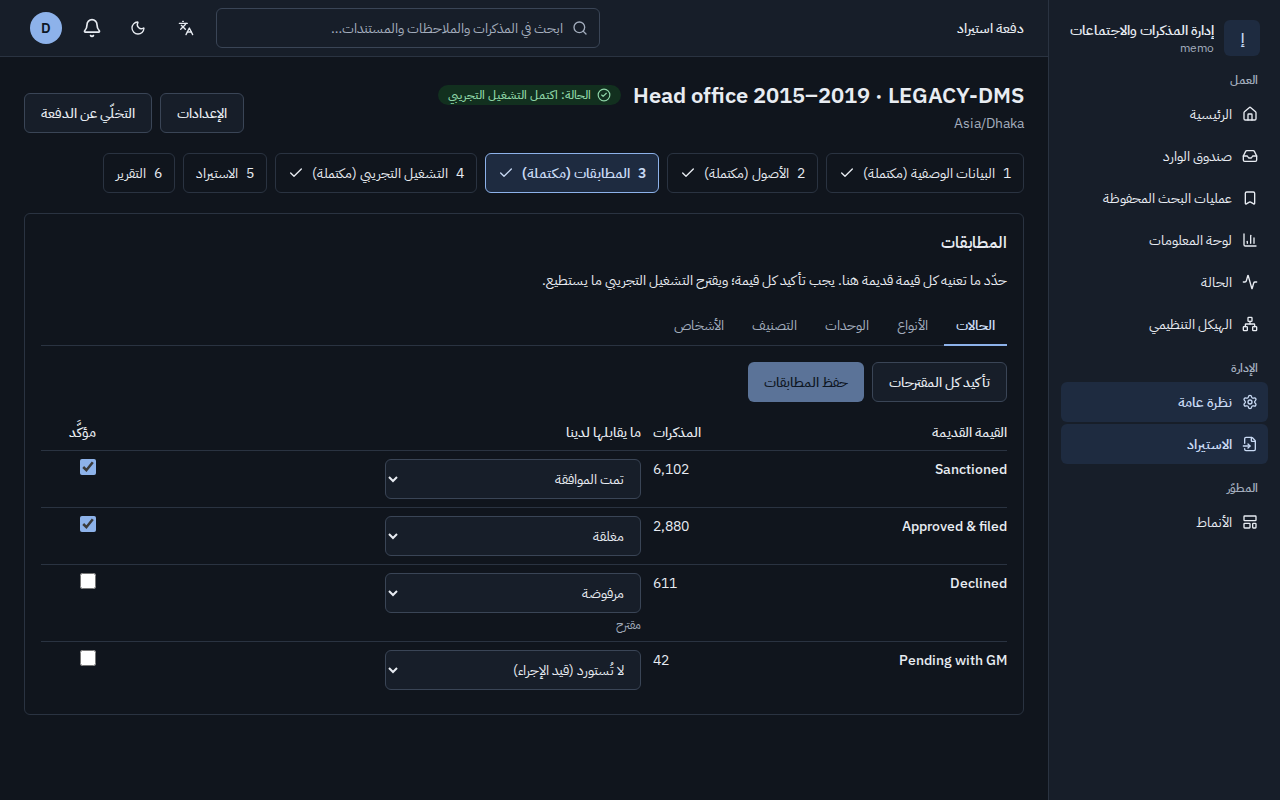 إدارة المذكرات والاجتماعات
memo
إ
العمل
الرئيسية
صندوق الوارد
عمليات البحث المحفوظة
لوحة المعلومات
الحالة
الهيكل التنظيمي
الإدارة
نظرة عامة
الاستيراد
المطوّر
الأنماط
دفعة استيراد
ابحث في المذكرات والملاحظات والمستندات...
D
Head office 2015–2019 · LEGACY-DMS
الحالة: اكتمل التشغيل التجريبي
Asia/Dhaka
الإعدادات
التخلّي عن الدفعة
1 البيانات الوصفية (مكتملة)
2 الأصول (مكتملة)
3 المطابقات (مكتملة)
4 التشغيل التجريبي (مكتملة)
5 الاستيراد
6 التقرير
المطابقات
حدّد ما تعنيه كل قيمة قديمة هنا. يجب تأكيد كل قيمة؛ ويقترح التشغيل التجريبي ما يستطيع.
الحالات
الأنواع
الوحدات
التصنيف
الأشخاص
تأكيد كل المقترحات
حفظ المطابقات
القيمة القديمة المذكرات ما يقابلها لدينا مؤكَّد
Sanctioned 6,102 تمت الموافقة
Approved & filed 2,880 مغلقة
Declined 611 مرفوضة
مقترح
Pending with GM 42 لا تُستورد (قيد الإجراء)